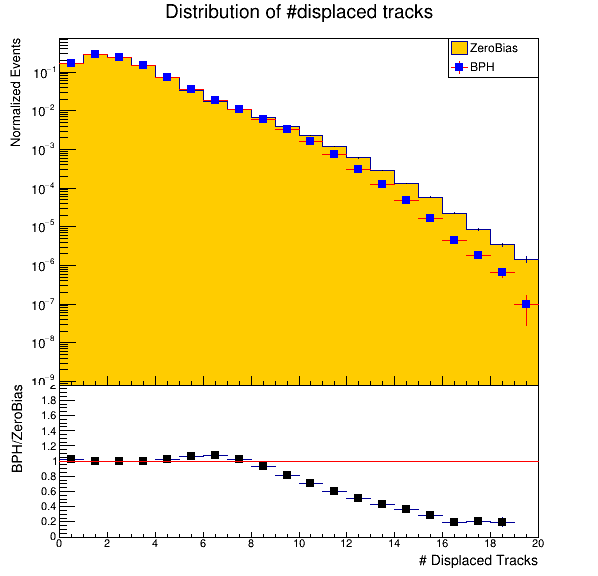 Distribution of #displaced tracks
Normalized Events
ZeroBias
BPH
10⁻¹
10⁻²
10⁻³
10⁻⁴
10⁻⁵
10⁻⁶
10⁻⁷
10⁻⁸
10⁻⁹
BPH/ZeroBias
2
1.8
1.6
1.4
1.2
1
0.8
0.6
0.4
0.2
0
0 2 4 6 8 10 12 14 16 18 20
# Displaced Tracks